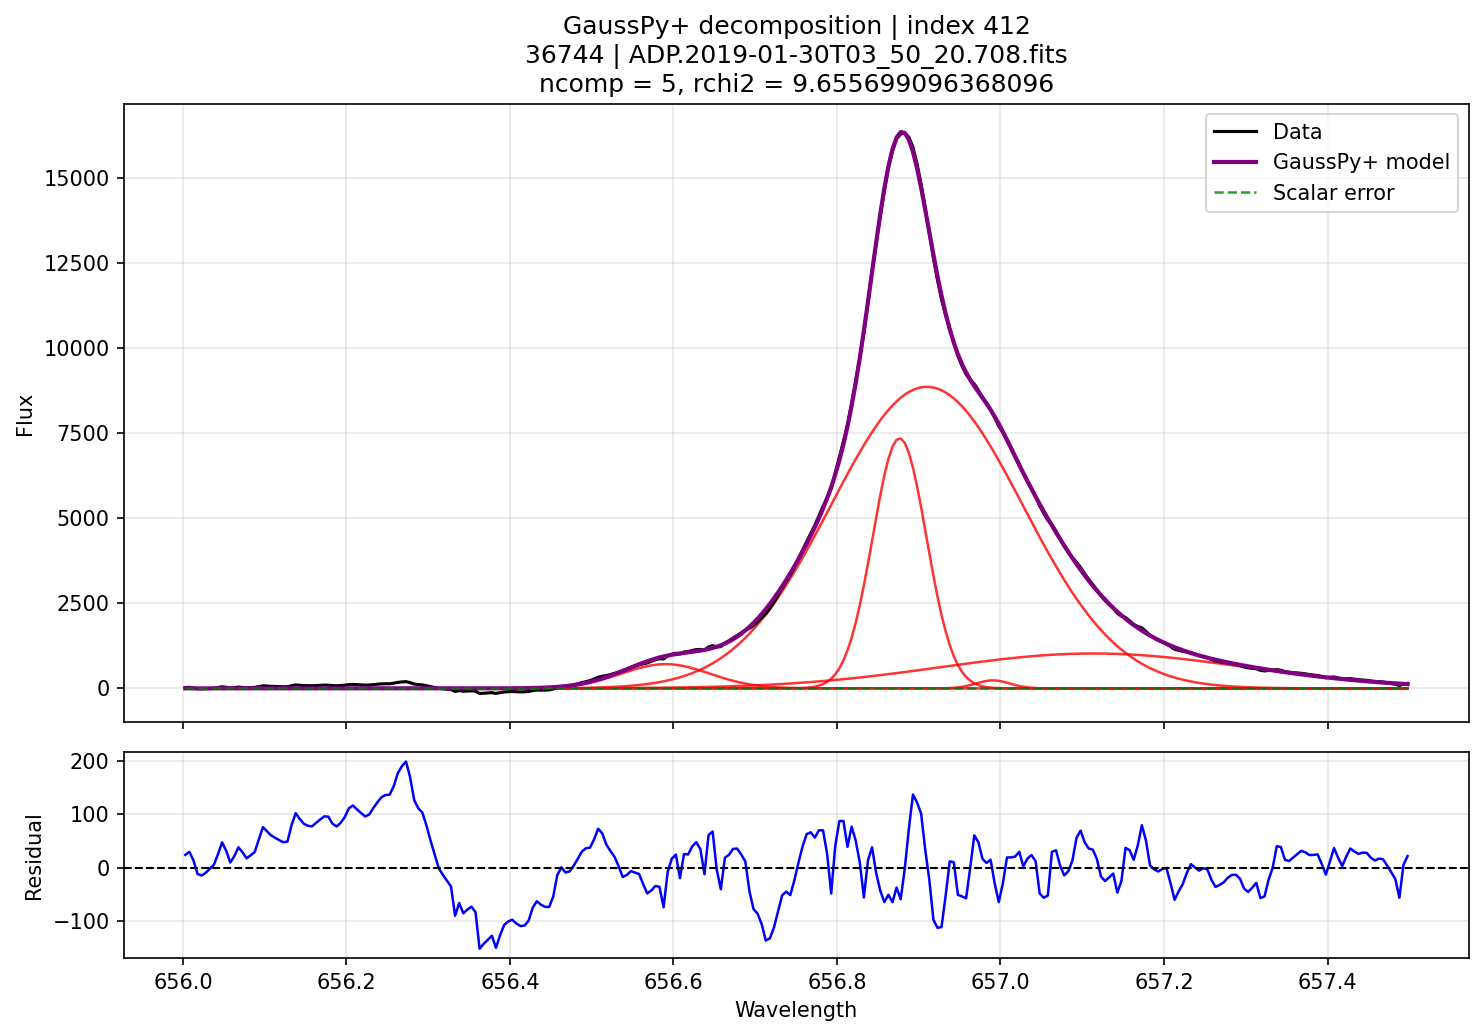 GaussPy+ decomposition | index 412
36744 | ADP.2019-01-30T03_50_20.708.fits
ncomp = 5, rchi2 = 9.655699096368096
Data
GaussPy+ model
Scalar error
Flux
15000
12500
10000
7500
5000
2500
0
Residual
200
100
0
−100
656.0
656.2
656.4
656.6
656.8
657.0
657.2
657.4
Wavelength